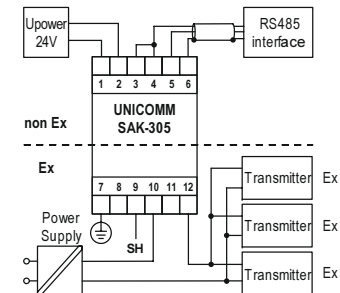 Upower
24V
RS485
interface
1 2 3 4 5 6
UNICOMM
SAK-305
non Ex
Ex
7 8 9 10 11 12
Transmitter Ex
Power
Supply
SH
Transmitter Ex
Transmitter Ex